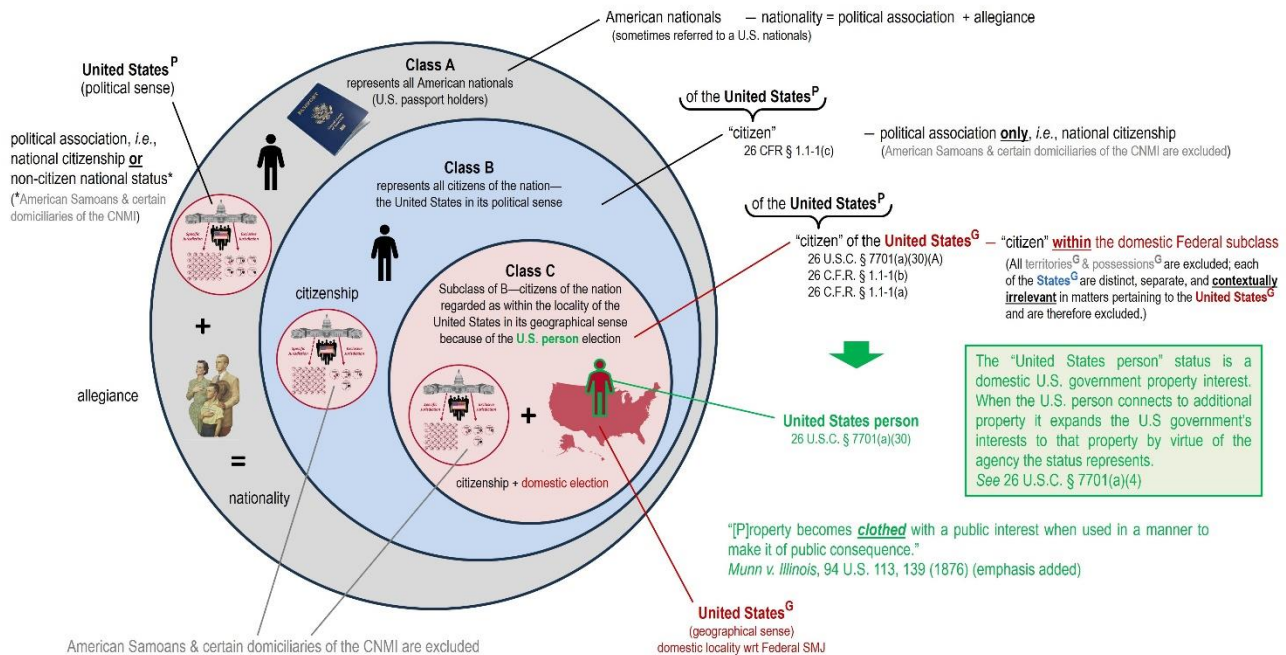 American nationals — nationality = political association + allegiance
(sometimes referred to a U.S. nationals)
United States^P
(political sense)
political association, i.e.,
national citizenship or
non-citizen national status*
(*American Samoans & certain
domiciliaries of the CNMI)
+
allegiance
=
nationality
Class A
represents all American nationals
(U.S. passport holders)
PASSPORT
Class B
represents all citizens of the nation—
the United States in its political sense
citizenship
Class C
Subclass of B—citizens of the nation
regarded as within the locality of the
United States in its geographical sense
because of the U.S. person election
+
citizenship + domestic election
of the United States^P
"citizen" — political association only, i.e., national citizenship
26 CFR § 1.1-1(c) (American Samoans & certain domiciliaries of the CNMI are excluded)
of the United States^P
"citizen" of the United States^G — "citizen" within the domestic Federal subclass
26 U.S.C. § 7701(a)(30)(A)
26 C.F.R. § 1.1-1(b)
26 C.F.R. § 1.1-1(a)
(All territories^G & possessions^G are excluded; each
of the States^G are distinct, separate, and contextually
irrelevant in matters pertaining to the United States^G
and are therefore excluded.)
United States person
26 U.S.C. § 7701(a)(30)
The "United States person" status is a
domestic U.S. government property interest.
When the U.S. person connects to additional
property it expands the U.S government's
interests to that property by virtue of the
agency the status represents.
See 26 U.S.C. § 7701(a)(4)
"[P]roperty becomes clothed with a public interest when used in a manner to
make it of public consequence."
Munn v. Illinois, 94 U.S. 113, 139 (1876) (emphasis added)
United States^G
(geographical sense)
domestic locality wrt Federal SMJ
American Samoans & certain domiciliaries of the CNMI are excluded